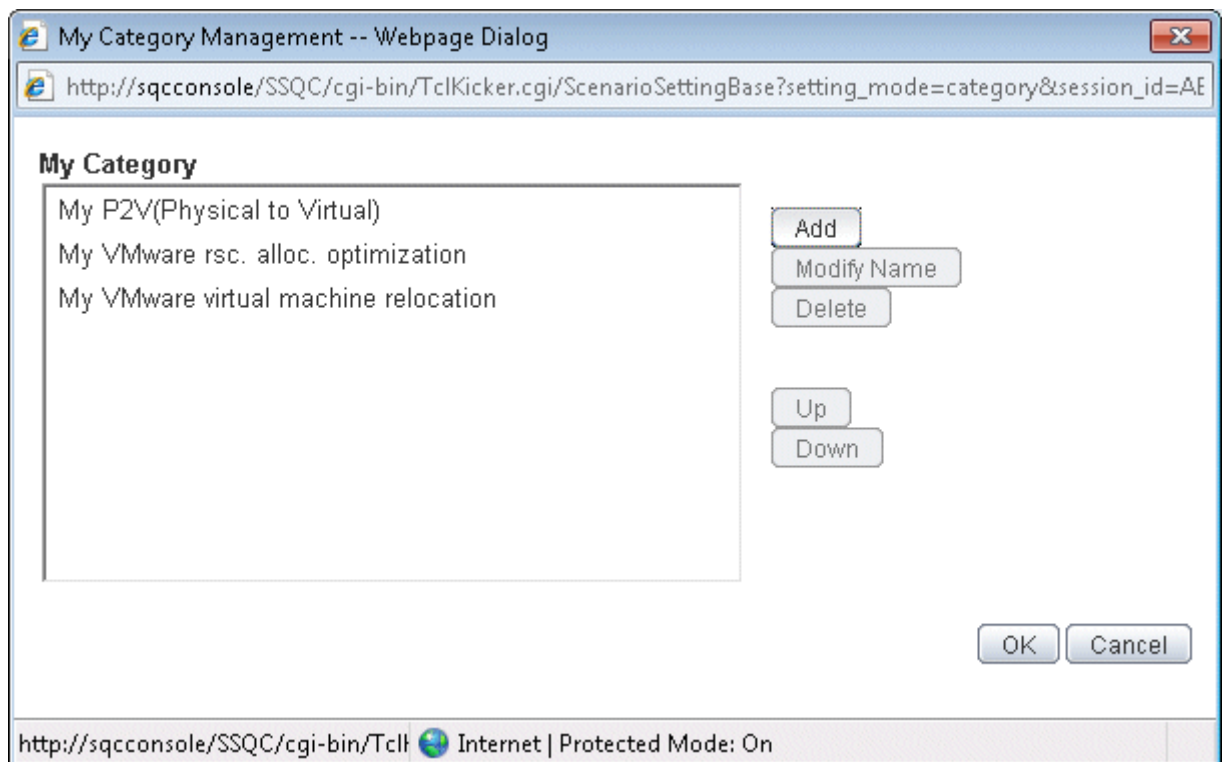 My Category Management -- Webpage Dialog
http://sqcconsole/SSQC/cgi-bin/TclKicker.cgi/ScenarioSettingBase?setting_mode=category&session_id=AE
My Category
My P2V(Physical to Virtual)
My VMware rsc. alloc. optimization
My VMware virtual machine relocation
Add
Modify Name
Delete
Up
Down
OK Cancel
http://sqcconsole/SSQC/cgi-bin/Tclk Internet | Protected Mode: On